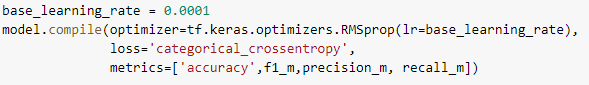 base_learning_rate = 0.0001
model.compile(optimizer=tf.keras.optimizers.RMSprop(lr=base_learning_rate),
              loss='categorical_crossentropy',
              metrics=['accuracy',f1_m,precision_m, recall_m])